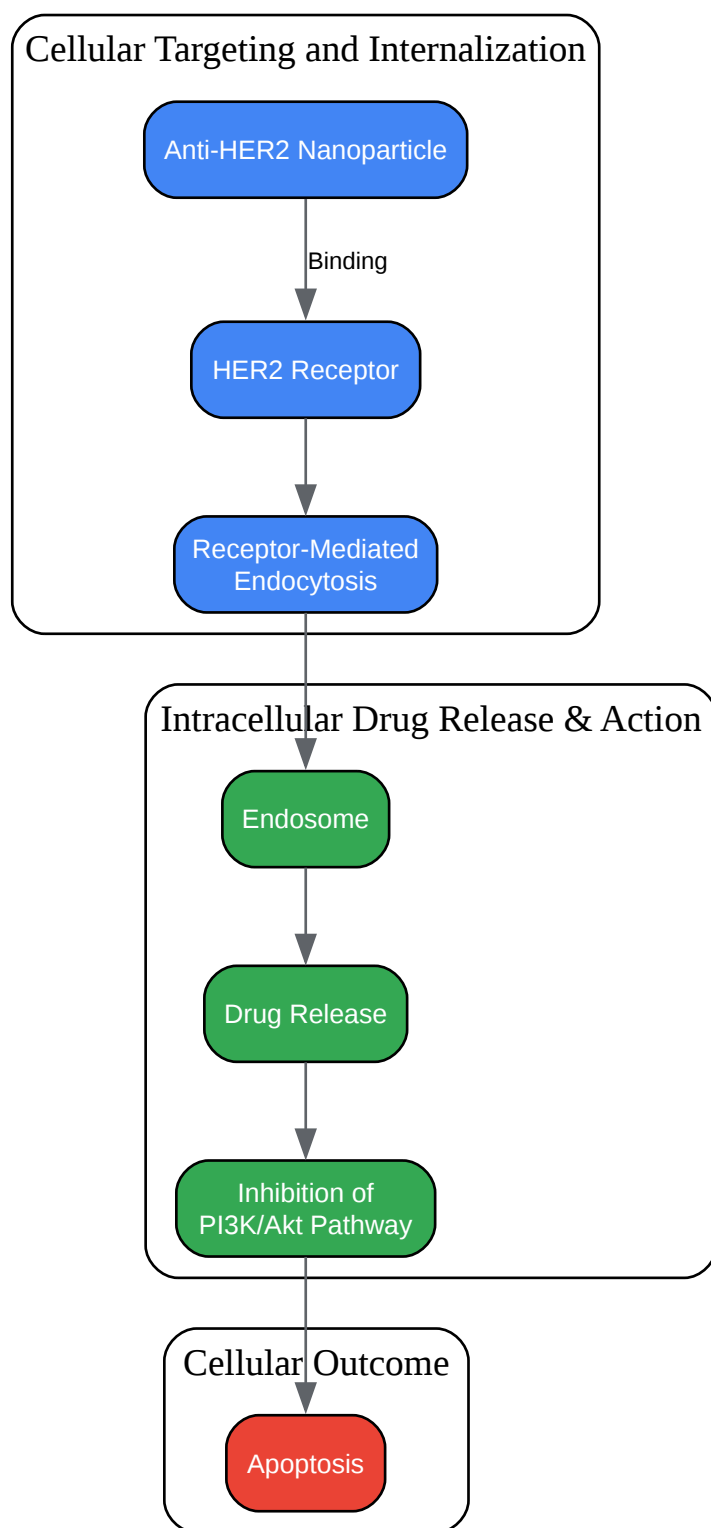 Cellular Targeting and Internalization
Anti-HER2 Nanoparticle
Binding
HER2 Receptor
Receptor-Mediated
Endocytosis
Intracellular Drug Release & Action
Endosome
Drug Release
Inhibition of
PI3K/Akt Pathway
Cellular Outcome
Apoptosis